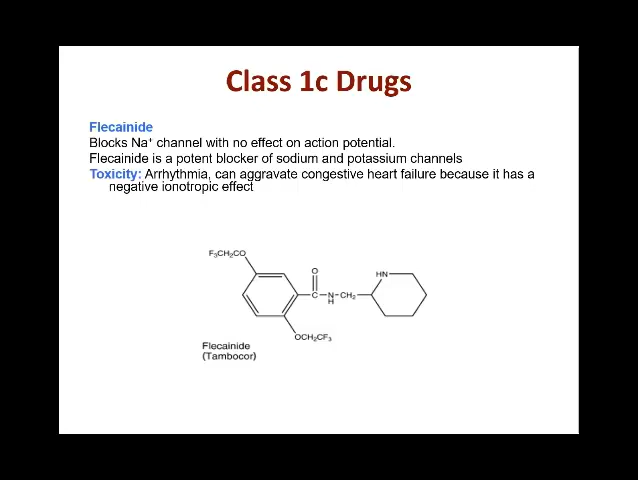 Class 1c Drugs
Flecainide
Blocks Na⁺ channel with no effect on action potential.
Flecainide is a potent blocker of sodium and potassium channels
Toxicity: Arrhythmia, can aggravate congestive heart failure because it has a
negative ionotropic effect
F₃CH₂CO
O
HN
C
N
H
CH₂
OCH₂CF₃
Flecainide
(Tambocor)